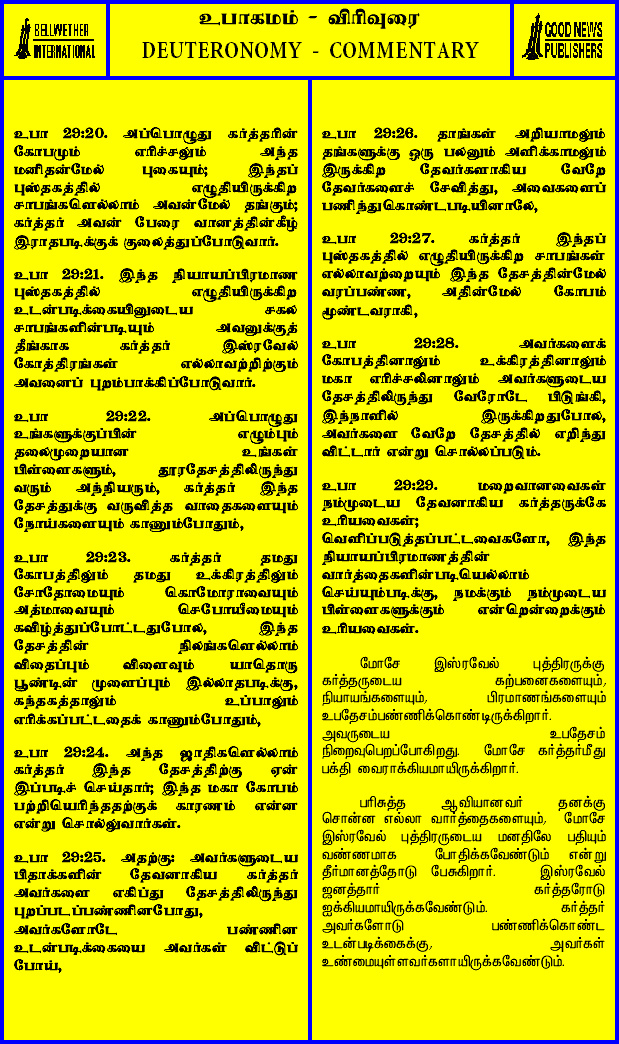 BELLWETHER
INTERNATIONAL
உபாகமம் - விரிவுரை
DEUTERONOMY - COMMENTARY
GOOD NEWS
PUBLISHERS
உபா 29:20. அப்பொழுது கர்த்தரின்
கோபமும் எரிச்சலும் அந்த
மனிதன்மேல் புகையும்; இந்தப்
புஸ்தகத்தில் எழுதியிருக்கிற
சாபங்களெல்லாம் அவன்மேல் தங்கும்;
கர்த்தர் அவன் பேரை வானத்தின்கீழ்
இராதபடிக்குக் குலைத்துப்போடுவார்.
உபா 29:21. இந்த நியாயப்பிரமாண
புஸ்தகத்தில் எழுதியிருக்கிற
உடன்படிக்கையினுடைய சகல
சாபங்களின்படியும் அவனுக்குத்
தீங்காக கர்த்தர் இஸ்ரவேல்
கோத்திரங்கள் எல்லாவற்றிற்கும்
அவனைப் புறம்பாக்கிப்போடுவார்.
உபா 29:22. அப்பொழுது
உங்களுக்குப்பின் எழும்பும்
தலைமுறையான உங்கள்
பிள்ளைகளும், தூரதேசத்திலிருந்து
வரும் அந்நியரும், கர்த்தர் இந்த
தேசத்துக்கு வருவித்த வாதைகளையும்
நோய்களையும் காணும்போதும்,
உபா 29:23. கர்த்தர் தமது
கோபத்திலும் தமது உக்கிரத்திலும்
சோதோமையும் கொமோராவையும்
அத்மாவையும் செபோயீமையும்
கவிழ்த்துப்போட்டதுபோல, இந்த
தேசத்தின் நிலங்களெல்லாம்
விதைப்பும் விளைவும் யாதொரு
பூண்டின் முளைப்பும் இல்லாதபடிக்கு,
கந்தகத்தாலும் உப்பாலும்
எரிக்கப்பட்டதைக் காணும்போதும்,
உபா 29:24. அந்த ஜாதிகளெல்லாம்
கர்த்தர் இந்த தேசத்திற்கு ஏன்
இப்படிச் செய்தார்; இந்த மகா கோபம்
பற்றியெரிந்ததற்குக் காரணம் என்ன
என்று சொல்லுவார்கள்.
உபா 29:25. அதற்கு: அவர்களுடைய
பிதாக்களின் தேவனாகிய கர்த்தர்
அவர்களை எகிப்து தேசத்திலிருந்து
புறப்படப்பண்ணினபோது,
அவர்களோடே பண்ணின
உடன்படிக்கையை அவர்கள் விட்டுப்
போய்,
உபா 29:26. தாங்கள் அறியாமலும்
தங்களுக்கு ஒரு பலனும் அளிக்காமலும்
இருக்கிற தேவர்களாகிய வேறே
தேவர்களைச் சேவித்து, அவைகளைப்
பணிந்துகொண்டபடியினாலே,
உபா 29:27. கர்த்தர் இந்தப்
புஸ்தகத்தில் எழுதியிருக்கிற சாபங்கள்
எல்லாவற்றையும் இந்த தேசத்தின்மேல்
வரப்பண்ண, அதின்மேல் கோபம்
மூண்டவராகி,
உபா 29:28. அவர்களைக்
கோபத்தினாலும் உக்கிரத்தினாலும்
மகா எரிச்சலினாலும் அவர்களுடைய
தேசத்திலிருந்து வேரோடே பிடுங்கி,
இந்நாளில் இருக்கிறதுபோல,
அவர்களை வேறே தேசத்தில் எறிந்து
விட்டார் என்று சொல்லப்படும்.
உபா 29:29. மறைவானவைகள்
நம்முடைய தேவனாகிய கர்த்தருக்கே
உரியவைகள்;
வெளிப்படுத்தப்பட்டவைகளோ, இந்த
நியாயப்பிரமாணத்தின்
வார்த்தைகளின்படியெல்லாம்
செய்யும்படிக்கு, நமக்கும் நம்முடைய
பிள்ளைகளுக்கும் என்றென்றைக்கும்
உரியவைகள்.
மோசே இஸ்ரவேல் புத்திரருக்கு
கர்த்தருடைய கற்பனைகளையும்,
நியாயங்களையும், பிரமாணங்களையும்
உபதேசம்பண்ணிக்கொண்டிருக்கிறார்.
அவருடைய உபதேசம்
நிறைவுபெறப்போகிறது. மோசே கர்த்தர்மீது
பக்தி வைராக்கியமாயிருக்கிறார்.
பரிசுத்த ஆவியானவர் தனக்கு
சொன்ன எல்லா வார்த்தைகளையும், மோசே
இஸ்ரவேல் புத்திரருடைய மனதிலே பதியும்
வண்ணமாக போதிக்கவேண்டும் என்று
தீர்மானத்தோடு பேசுகிறார். இஸ்ரவேல்
ஜனத்தார் கர்த்தரோடு
ஐக்கியமாயிருக்கவேண்டும். கர்த்தர்
அவர்களோடு பண்ணிக்கொண்ட
உடன்படிக்கைக்கு, அவர்கள்
உண்மையுள்ளவர்களாயிருக்கவேண்டும்.